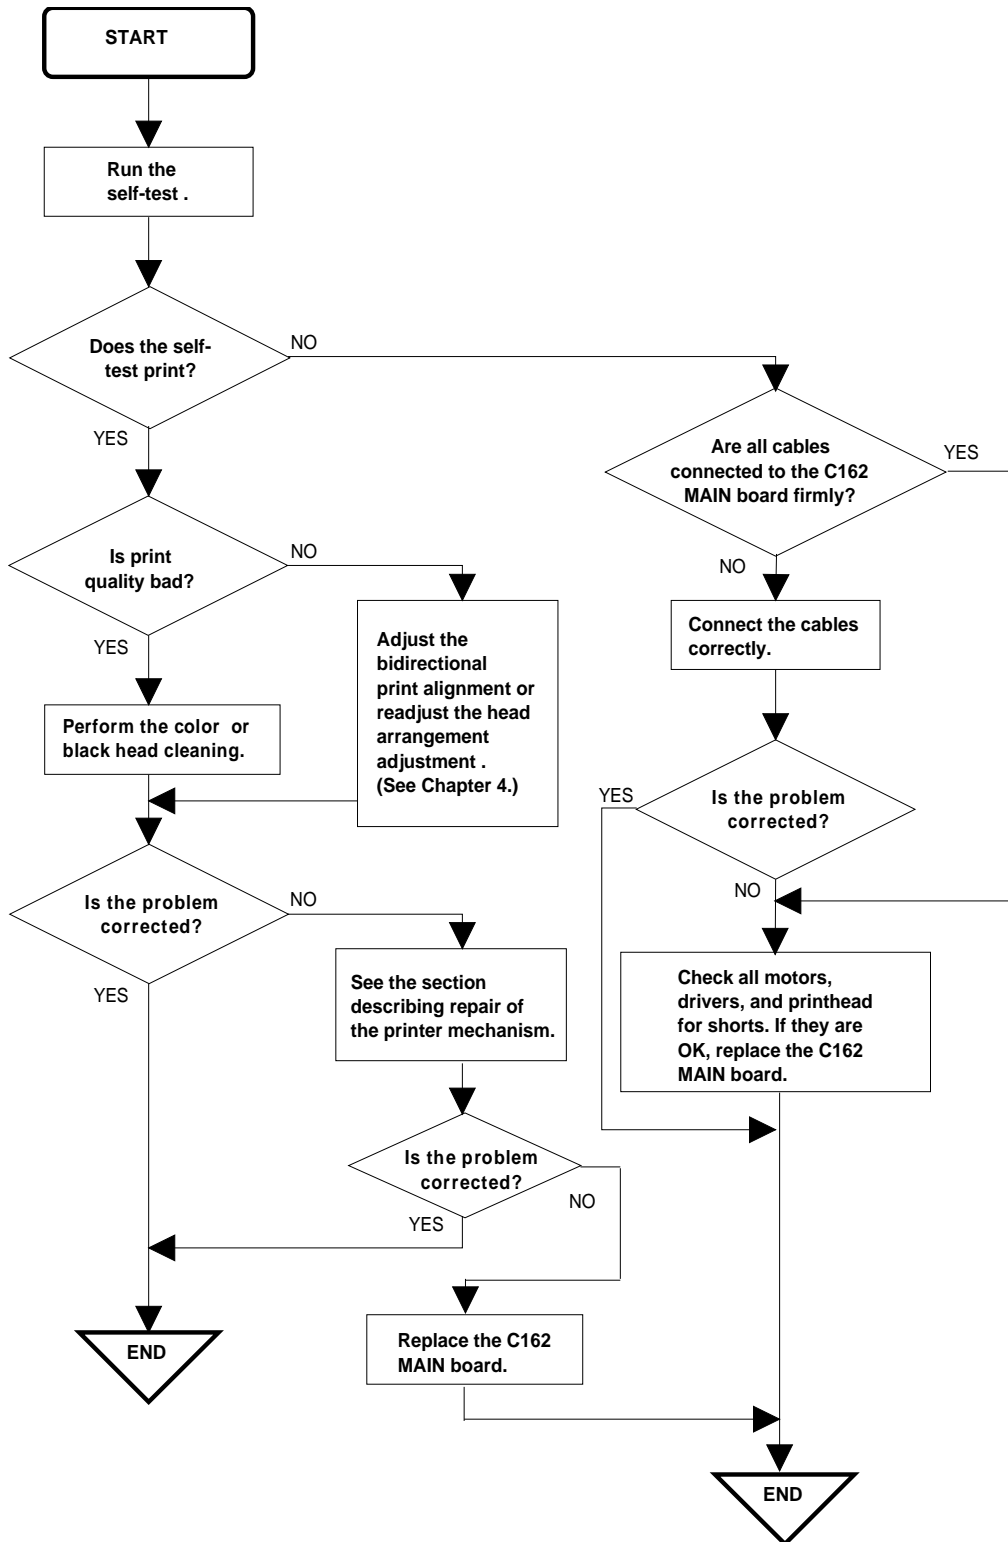 START
Run the
self-test .
Does the self-
test print?
NO
YES
Are all cables
connected to the C162
MAIN board firmly?
YES
NO
Is print
quality bad?
NO
YES
Adjust the
bidirectional
print alignment or
readjust the head
arrangement
adjustment .
(See Chapter 4.)
Connect the cables
correctly.
Perform the color or
black head cleaning.
Is the problem
corrected?
YES
NO
Is the problem
corrected?
NO
YES
See the section
describing repair of
the printer mechanism.
Check all motors,
drivers, and printhead
for shorts. If they are
OK, replace the C162
MAIN board.
Is the problem
corrected?
NO
YES
Replace the C162
MAIN board.
END
END